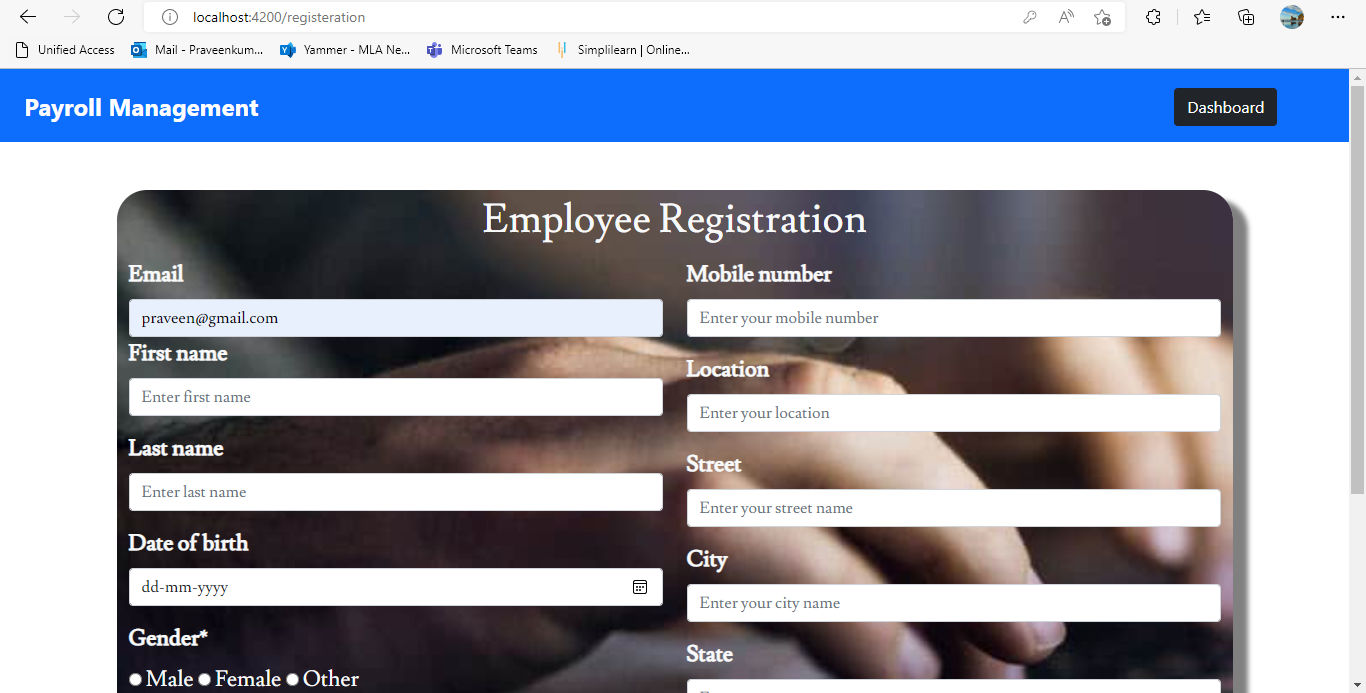 localhost:4200/registeration
Unified Access
Mail - Praveenkum...
Yammer - MLA Ne...
Microsoft Teams
Simplilearn | Online...
Payroll Management
Dashboard
Employee Registration
Email
praveen@gmail.com
First name
Enter first name
Last name
Enter last name
Date of birth
dd-mm-yyyy
Gender*
Male Female Other
Mobile number
Enter your mobile number
Location
Enter your location
Street
Enter your street name
City
Enter your city name
State